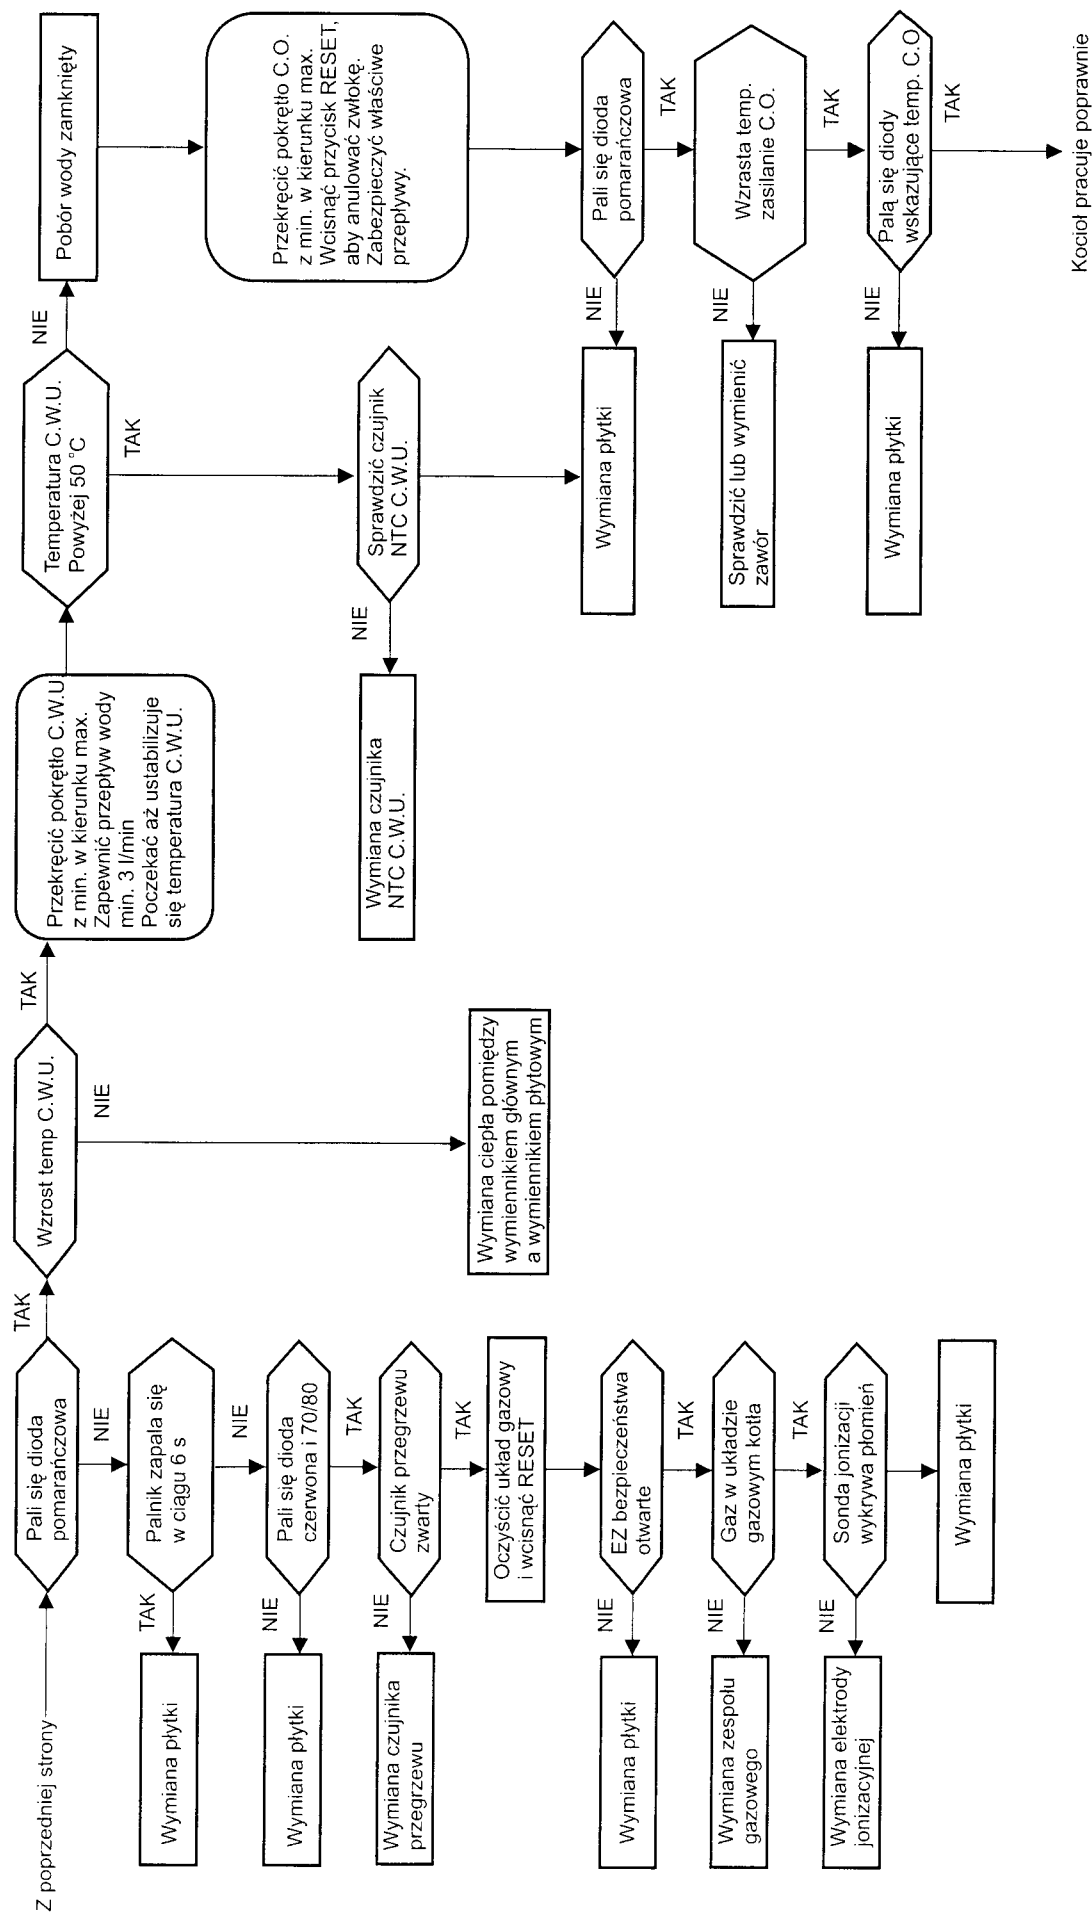 Z poprzedniej strony
Pali się dioda
pomarańczowa
TAK
NIE
Palnik zapala się
w ciągu 6 s
TAK
Wymiana płytki
NIE
Pali się dioda
czerwona i 70/80
NIE
Wymiana płytki
TAK
Czujnik przegrzewu
zwarty
NIE
Wymiana czujnika
przegrzewu
TAK
Oczyścić układ gazowy
i wcisnąć RESET
EZ bezpieczeństwa
otwarte
NIE
Wymiana płytki
TAK
Gaz w układzie
gazowym kotła
NIE
Wymiana zespołu
gazowego
TAK
Sonda jonizacji
wykrywa płomień
NIE
Wymiana elektrody
jonizacyjnej
Wymiana płytki
Wzrost temp C.W.U.
TAK
NIE
Wymiana ciepła pomiędzy
wymiennikiem głównym
a wymiennikiem płytowym
Przekręcić pokrętło C.W.U
z min. w kierunku max.
Zapewnić przepływ wody
min. 3 l/min
Poczekać aż ustabilizuje
się temperatura C.W.U.
Temperatura C.W.U.
Powyżej 50 °C
NIE
TAK
Sprawdzić czujnik
NTC C.W.U.
NIE
Wymiana czujnika
NTC C.W.U.
Pobór wody zamknięty
Przekręcić pokrętło C.O.
z min. w kierunku max.
Wcisnąć przycisk RESET,
aby anulować zwłokę.
Zabezpieczyć właściwe
przepływy.
Pali się dioda
pomarańczowa
NIE
Wymiana płytki
TAK
Wzrasta temp.
zasilanie C.O.
NIE
Sprawdzić lub wymienić
zawór
TAK
Palą się diody
wskazujące temp. C.O
NIE
Wymiana płytki
TAK
Kocioł pracuje poprawnie